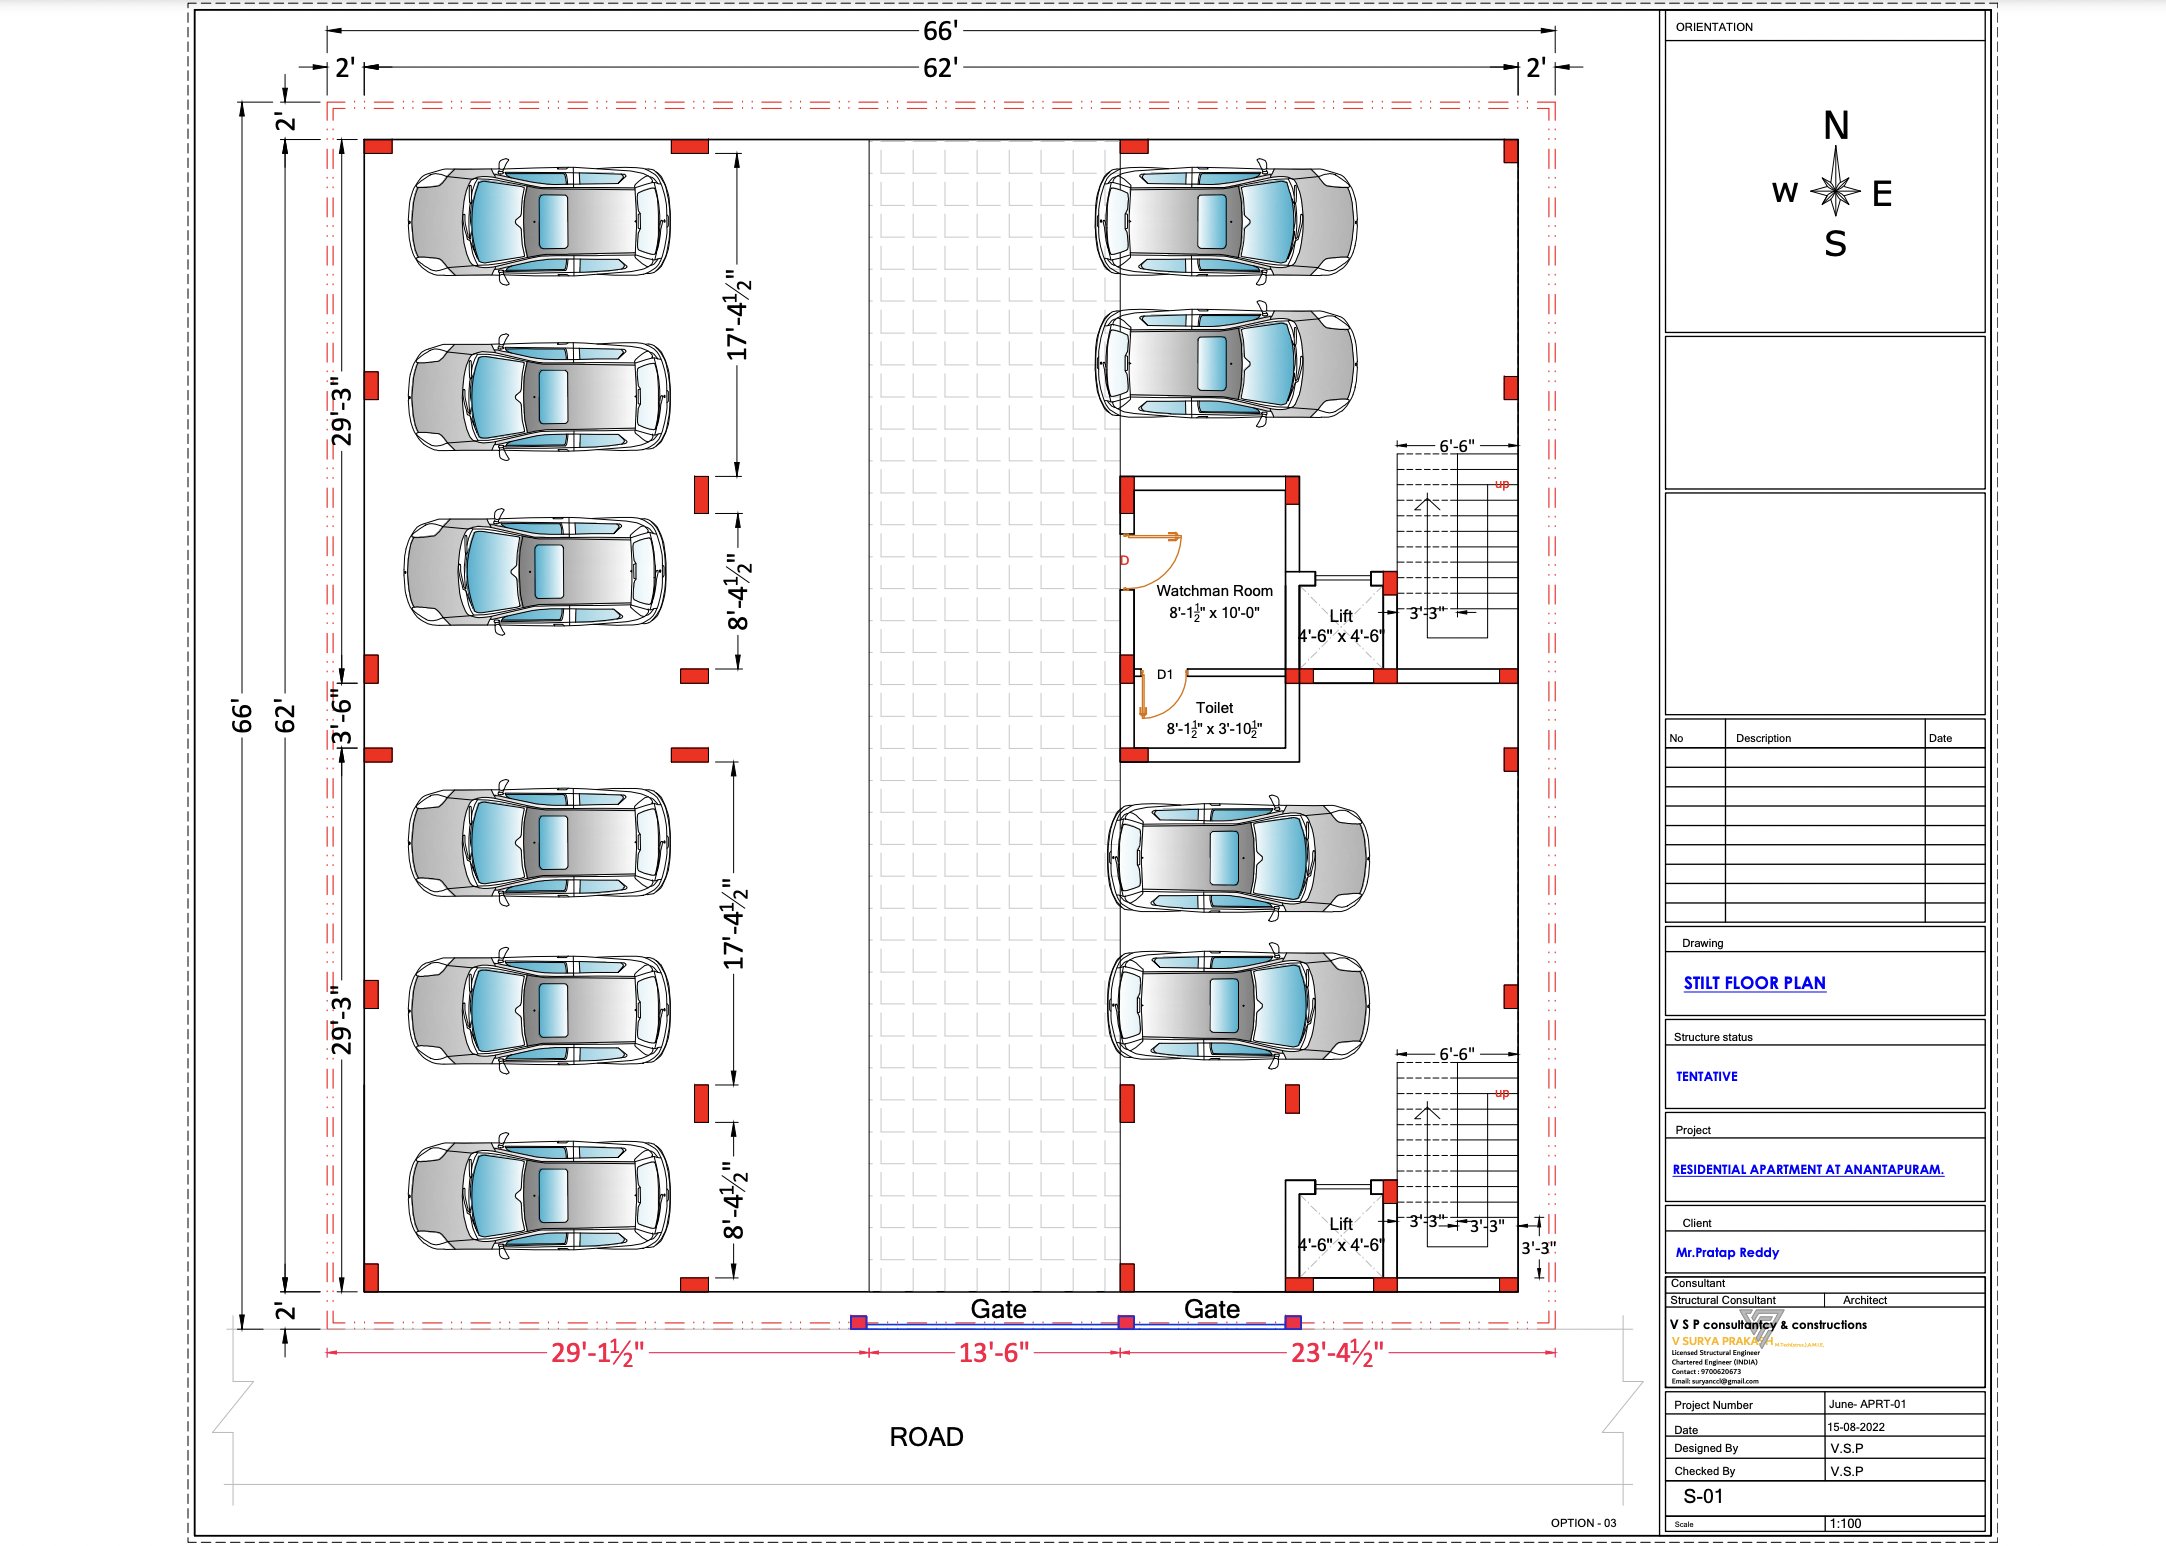 66'
2'
62'
2'
2'
66'
62'
29'-3"
3'-6"
29'-3"
2'
17'-4½"
8'-4½"
17'-4½"
8'-4½"
6'-6"
up
D
Watchman Room
8'-1½" x 10'-0"
Lift
4'-6" x 4'-6"
3'-3"
D1
Toilet
8'-1½" x 3'-10½"
6'-6"
up
Lift
4'-6" x 4'-6"
3'-3"
3'-3"
3'-3"
Gate
Gate
29'-1½"
13'-6"
23'-4½"
ROAD
OPTION - 03
ORIENTATION
N
W
E
S
No Description Date
Drawing
STILT FLOOR PLAN
Structure status
TENTATIVE
Project
RESIDENTIAL APARTMENT AT ANANTAPURAM.
Client
Mr.Pratap Reddy
Consultant
Structural Consultant Architect
V S P consultantcy & constructions
V SURYA PRAKASH
Licensed Structural Engineer
Chartered Engineer (INDIA)
Contact : 9700620673
Email: suryanccl@gmail.com
Project Number June- APRT-01
Date 15-08-2022
Designed By V.S.P
Checked By V.S.P
S-01
Scale 1:100